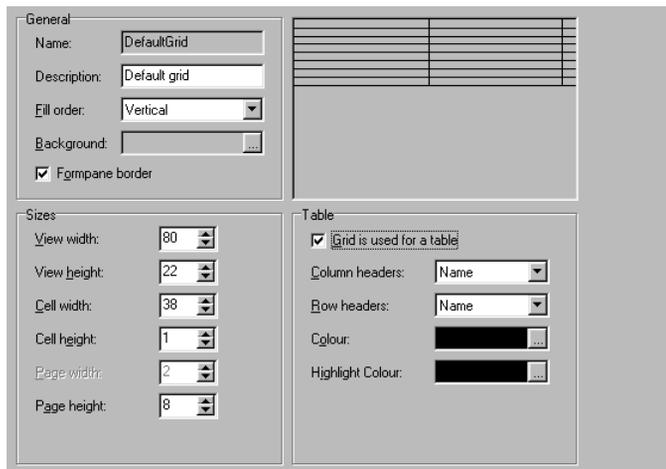 General
Name: DefaultGrid
Description: Default grid
Fill order: Vertical
Background: ...
Formpane border
Sizes
View width: 80
View height: 22
Cell width: 38
Cell height: 1
Page width: 2
Page height: 8
Table
Grid is used for a table
Column headers: Name
Row headers: Name
Colour: ...
Highlight Colour: ...